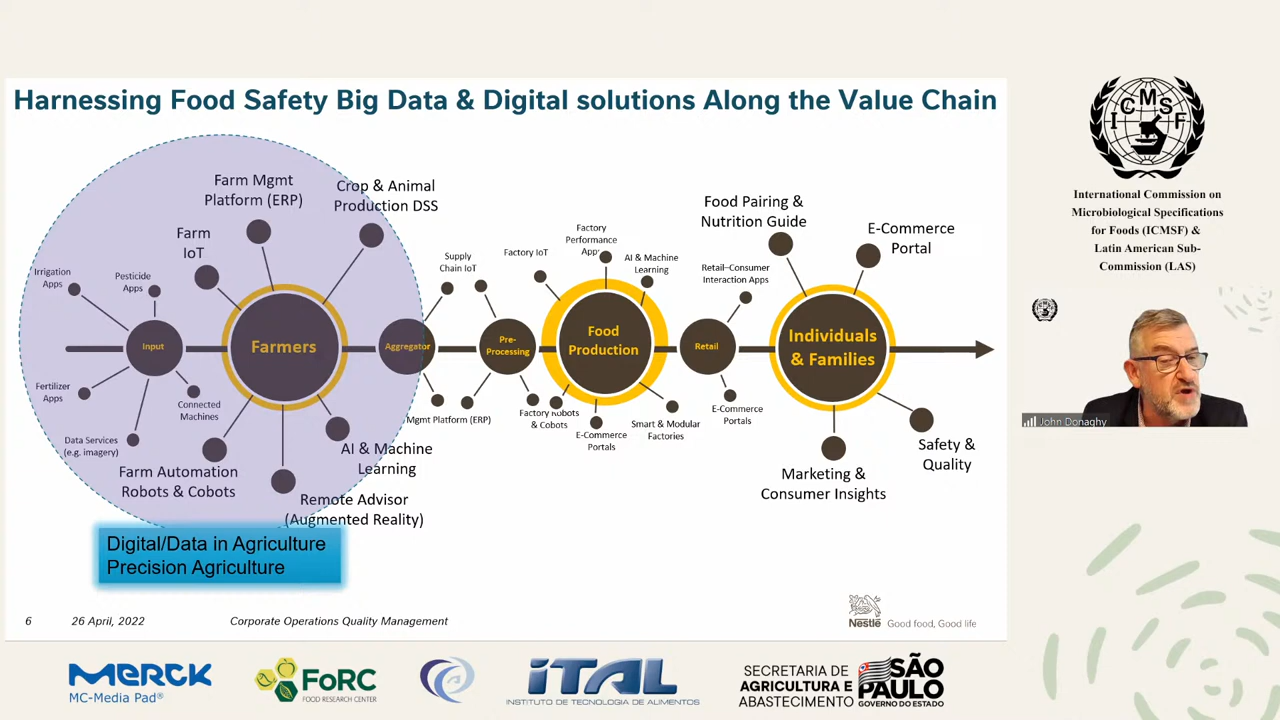 Harnessing Food Safety Big Data & Digital solutions Along the Value Chain
Farm Mgmt
Platform (ERP)
Crop & Animal
Production DSS
Farm
IoT
Irrigation
Apps
Pesticide
Apps
Input
Farmers
Fertilizer
Apps
Connected
Machines
Data Services
(e.g. imagery)
Farm Automation
Robots & Cobots
AI & Machine
Learning
Remote Advisor
(Augmented Reality)
Digital/Data in Agriculture
Precision Agriculture
Supply
Chain IoT
Aggregator
Mgmt Platform (ERP)
Pre-
Processing
Factory IoT
Factory
Performance
Apps
AI & Machine
Learning
Food
Production
Factory Robots
& Cobots
E-Commerce
Portals
Smart & Modular
Factories
Retail–Consumer
Interaction Apps
Retail
E-Commerce
Portals
Food Pairing &
Nutrition Guide
E-Commerce
Portal
Individuals
& Families
Marketing &
Consumer Insights
Safety &
Quality
6
26 April, 2022
Corporate Operations Quality Management
Nestlé
Good food, Good life
ICMSF
International Commission on
Microbiological Specifications
for Foods (ICMSF) &
Latin American Sub-
Commission (LAS)
John Donaghy
MERCK
MC-Media Pad®
FoRC
FOOD RESEARCH CENTER
iTAL
INSTITUTO DE TECNOLOGIA DE ALIMENTOS
SECRETARIA DE
AGRICULTURA E
ABASTECIMENTO
SÃO
PAULO
GOVERNO DO ESTADO